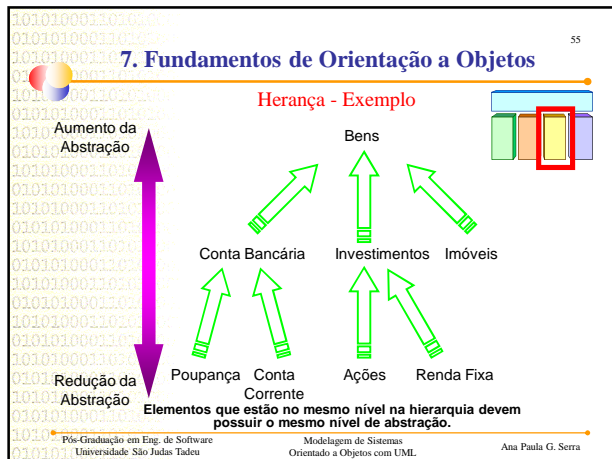 55
7. Fundamentos de Orientação a Objetos
Herança - Exemplo
Aumento da
Abstração
Bens
Conta Bancária
Investimentos
Imóveis
Poupança
Conta
Corrente
Ações
Renda Fixa
Redução da
Abstração
Elementos que estão no mesmo nível na hierarquia devem
possuir o mesmo nível de abstração.
Pós-Graduação em Eng. de Software
Universidade São Judas Tadeu
Modelagem de Sistemas
Orientado a Objetos com UML
Ana Paula G. Serra